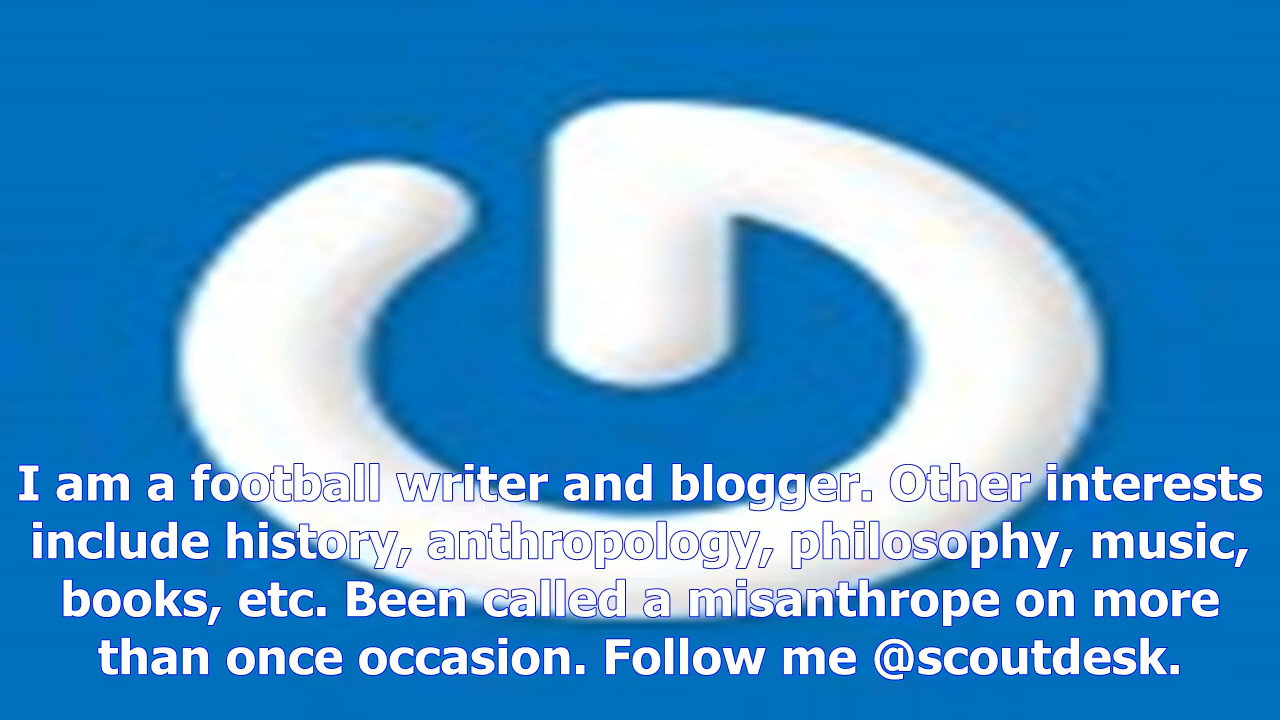 I am a football writer and blogger. Other interests
include history, anthropology, philosophy, music,
books, etc. Been called a misanthrope on more
than once occasion. Follow me @scoutdesk.